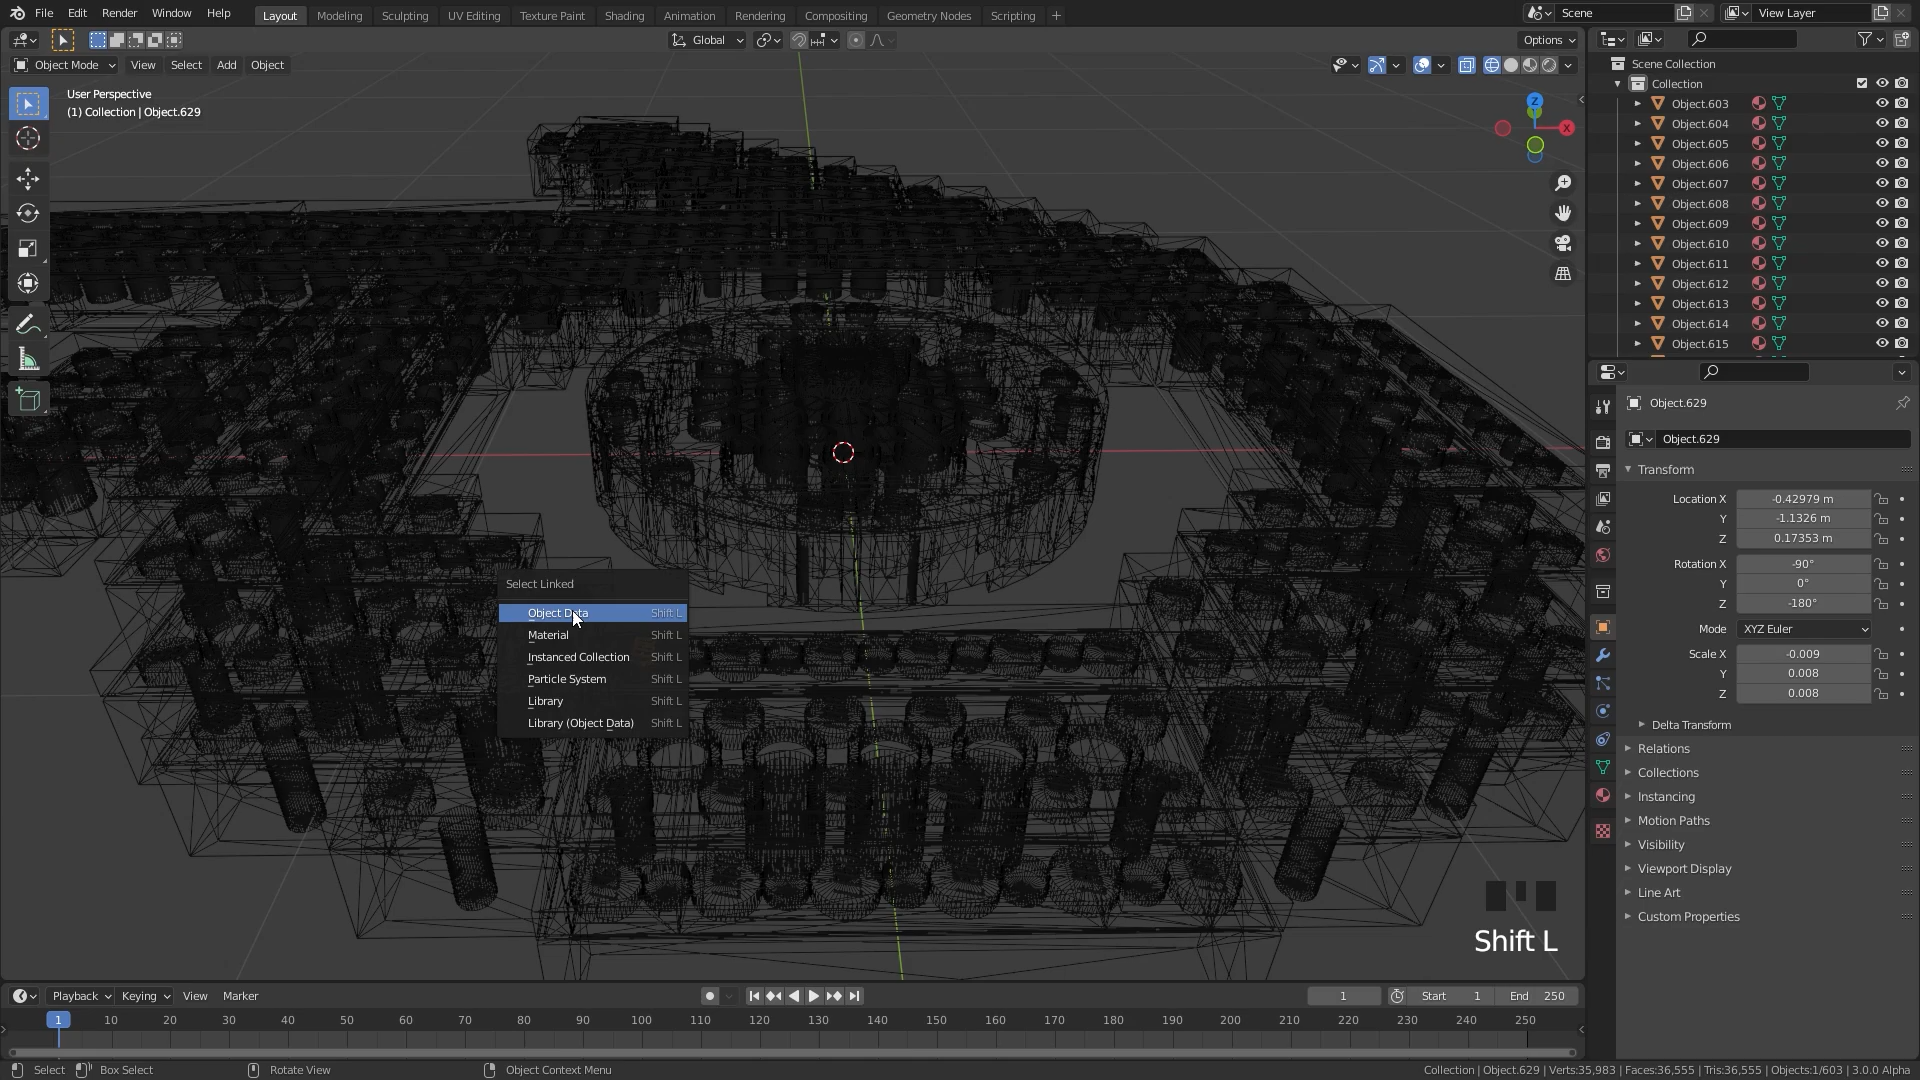 File Edit Render Window Help
Layout Modeling Sculpting UV Editing Texture Paint Shading Animation Rendering Compositing Geometry Nodes Scripting +
Scene
View Layer
Global
Options
Object Mode View Select Add Object
User Perspective
(1) Collection | Object.629
Z
X
Scene Collection
Collection
Object.603
Object.604
Object.605
Object.606
Object.607
Object.608
Object.609
Object.610
Object.611
Object.612
Object.613
Object.614
Object.615
Object.629
Object.629
Transform
Location X -0.42979 m
Y -1.1326 m
Z 0.17353 m
Rotation X -90°
Y 0°
Z -180°
Mode XYZ Euler
Scale X -0.009
Y 0.008
Z 0.008
Delta Transform
Relations
Collections
Instancing
Motion Paths
Visibility
Viewport Display
Line Art
Custom Properties
Select Linked
Object Data Shift L
Material Shift L
Instanced Collection Shift L
Particle System Shift L
Library Shift L
Library (Object Data) Shift L
Shift L
Playback Keying View Marker
1
Start 1
End 250
1 10 20 30 40 50 60 70 80 90 100 110 120 130 140 150 160 170 180 190 200 210 220 230 240 250
Select Box Select Rotate View Object Context Menu
Collection | Object.629 | Verts:35,983 | Faces:36,555 | Tris:36,555 | Objects:1/603 | 3.0.0 Alpha